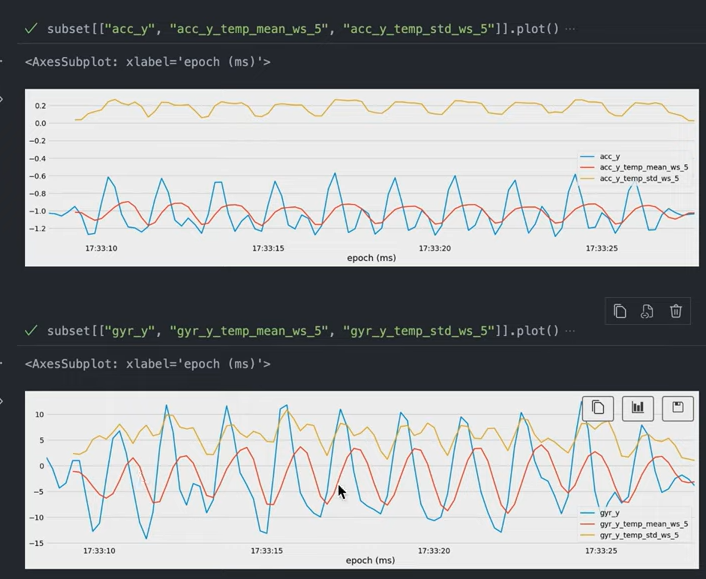 subset[["acc_y", "acc_y_temp_mean_ws_5", "acc_y_temp_std_ws_5"]].plot() ···
<AxesSubplot: xlabel='epoch (ms)'>
0.2
0.0
−0.2
−0.4
−0.6
−0.8
−1.0
−1.2
acc_y
acc_y_temp_mean_ws_5
acc_y_temp_std_ws_5
17:33:10 17:33:15 17:33:20 17:33:25
epoch (ms)
subset[["gyr_y", "gyr_y_temp_mean_ws_5", "gyr_y_temp_std_ws_5"]].plot() ···
<AxesSubplot: xlabel='epoch (ms)'>
10
5
0
−5
−10
−15
gyr_y
gyr_y_temp_mean_ws_5
gyr_y_temp_std_ws_5
17:33:10 17:33:15 17:33:20 17:33:25
epoch (ms)